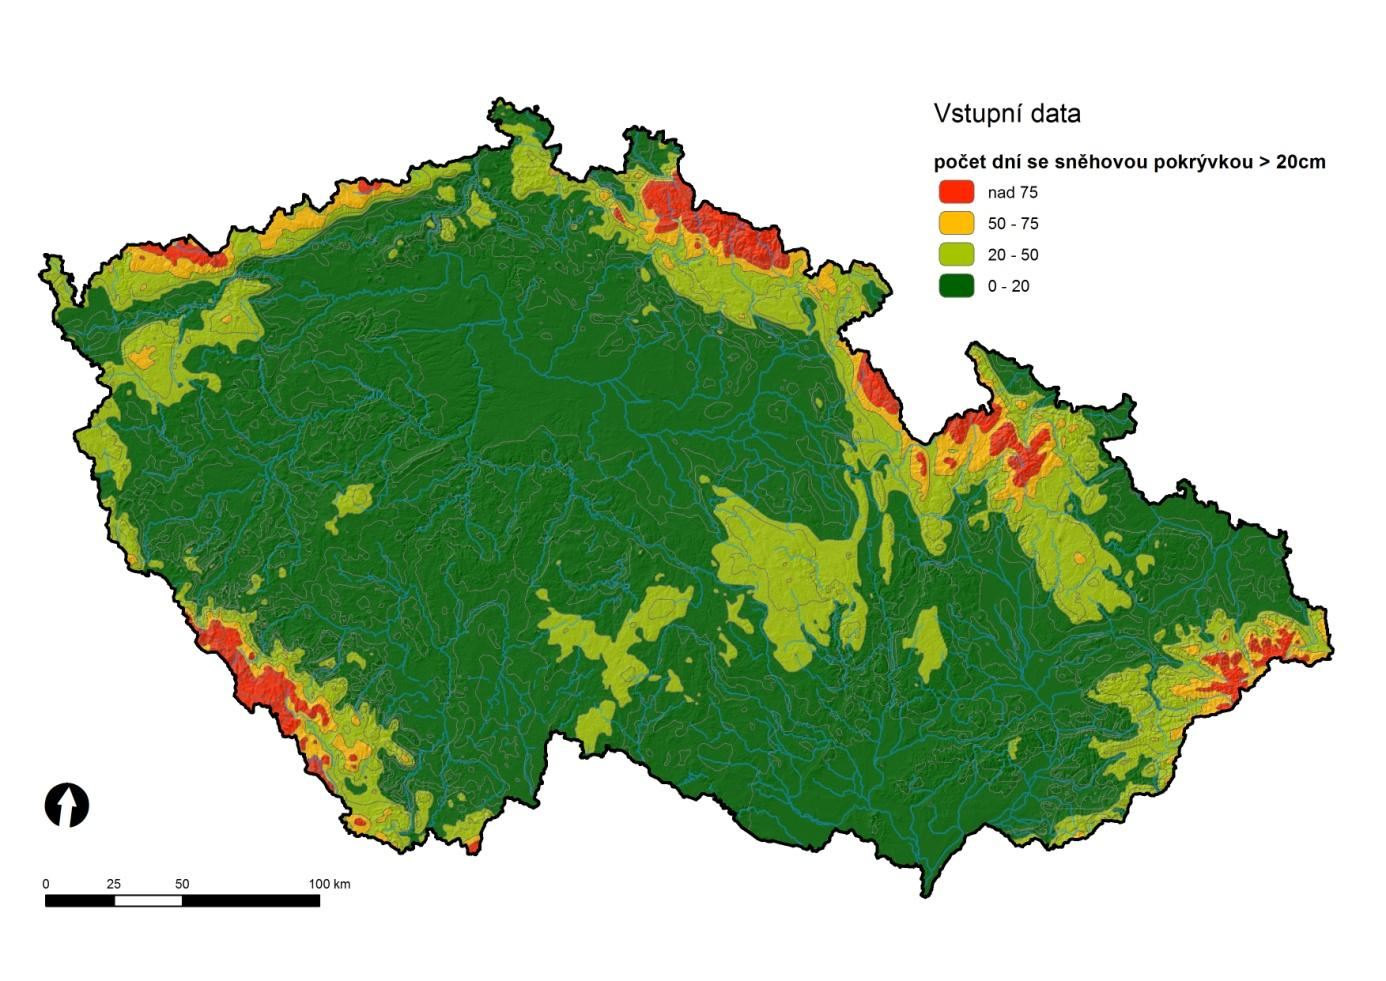 Vstupní data
počet dní se sněhovou pokrývkou > 20cm
nad 75
50 - 75
20 - 50
0 - 20
0 25 50 100 km